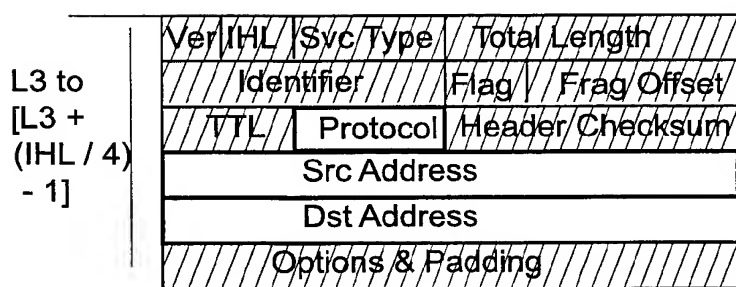 Ver IHL Svc Type Total Length
Identifier Flag Frag Offset
TTL Protocol Header Checksum
Src Address
Dst Address
Options & Padding
L3 to
[L3 +
(IHL / 4)
- 1]